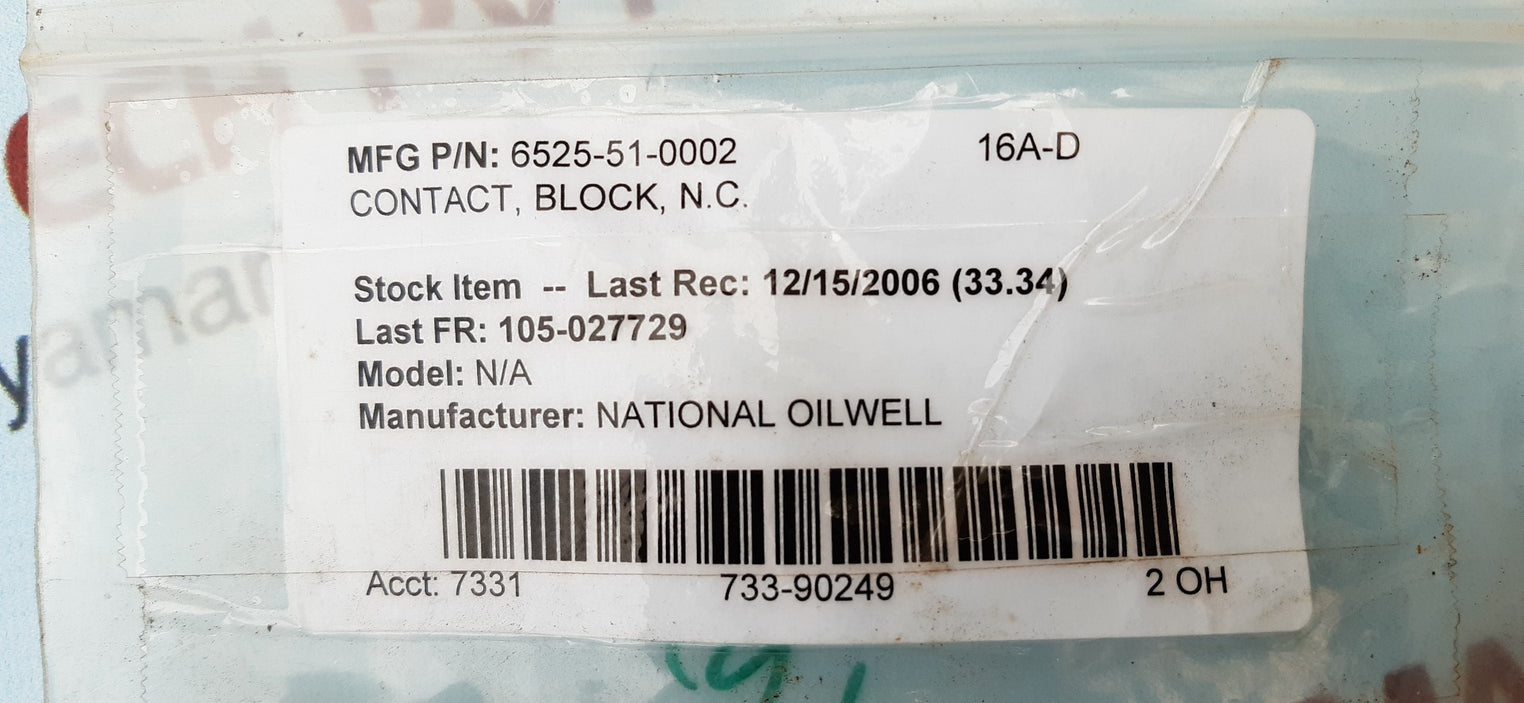 MFG P/N: 6525-51-0002 16A-D
CONTACT, BLOCK, N.C.
Stock Item -- Last Rec: 12/15/2006 (33.34)
Last FR: 105-027729
Model: N/A
Manufacturer: NATIONAL OILWELL
Acct: 7331 733-90249 2 OH